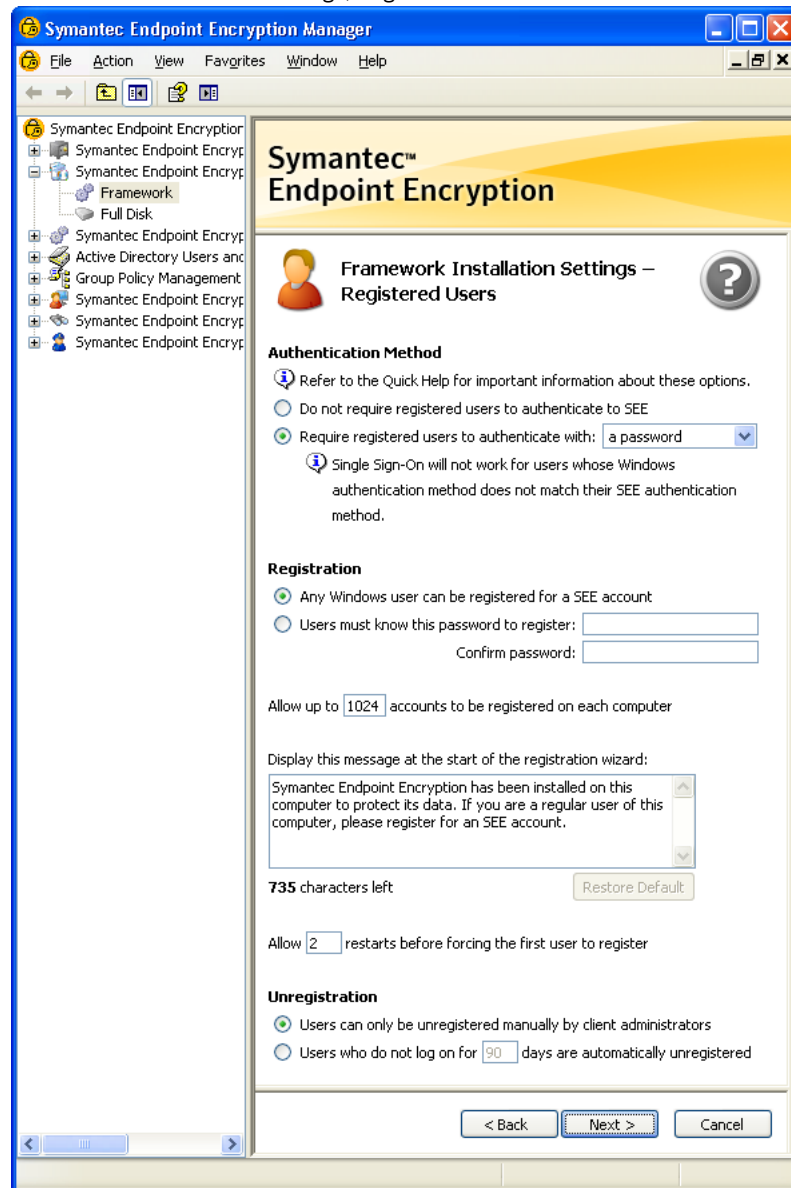 Symantec Endpoint Encryption Manager
File Action View Favorites Window Help
Symantec Endpoint Encryption
Symantec Endpoint Encryp
Symantec Endpoint Encryp
Framework
Full Disk
Symantec Endpoint Encryp
Active Directory Users and
Group Policy Management
Symantec Endpoint Encryp
Symantec Endpoint Encryp
Symantec Endpoint Encryp
Symantec™
Endpoint Encryption
Framework Installation Settings –
Registered Users
Authentication Method
Refer to the Quick Help for important information about these options.
Do not require registered users to authenticate to SEE
Require registered users to authenticate with: a password
Single Sign-On will not work for users whose Windows
authentication method does not match their SEE authentication
method.
Registration
Any Windows user can be registered for a SEE account
Users must know this password to register:
Confirm password:
Allow up to 1024 accounts to be registered on each computer
Display this message at the start of the registration wizard:
Symantec Endpoint Encryption has been installed on this
computer to protect its data. If you are a regular user of this
computer, please register for an SEE account.
735 characters left Restore Default
Allow 2 restarts before forcing the first user to register
Unregistration
Users can only be unregistered manually by client administrators
Users who do not log on for 90 days are automatically unregistered
< Back Next > Cancel